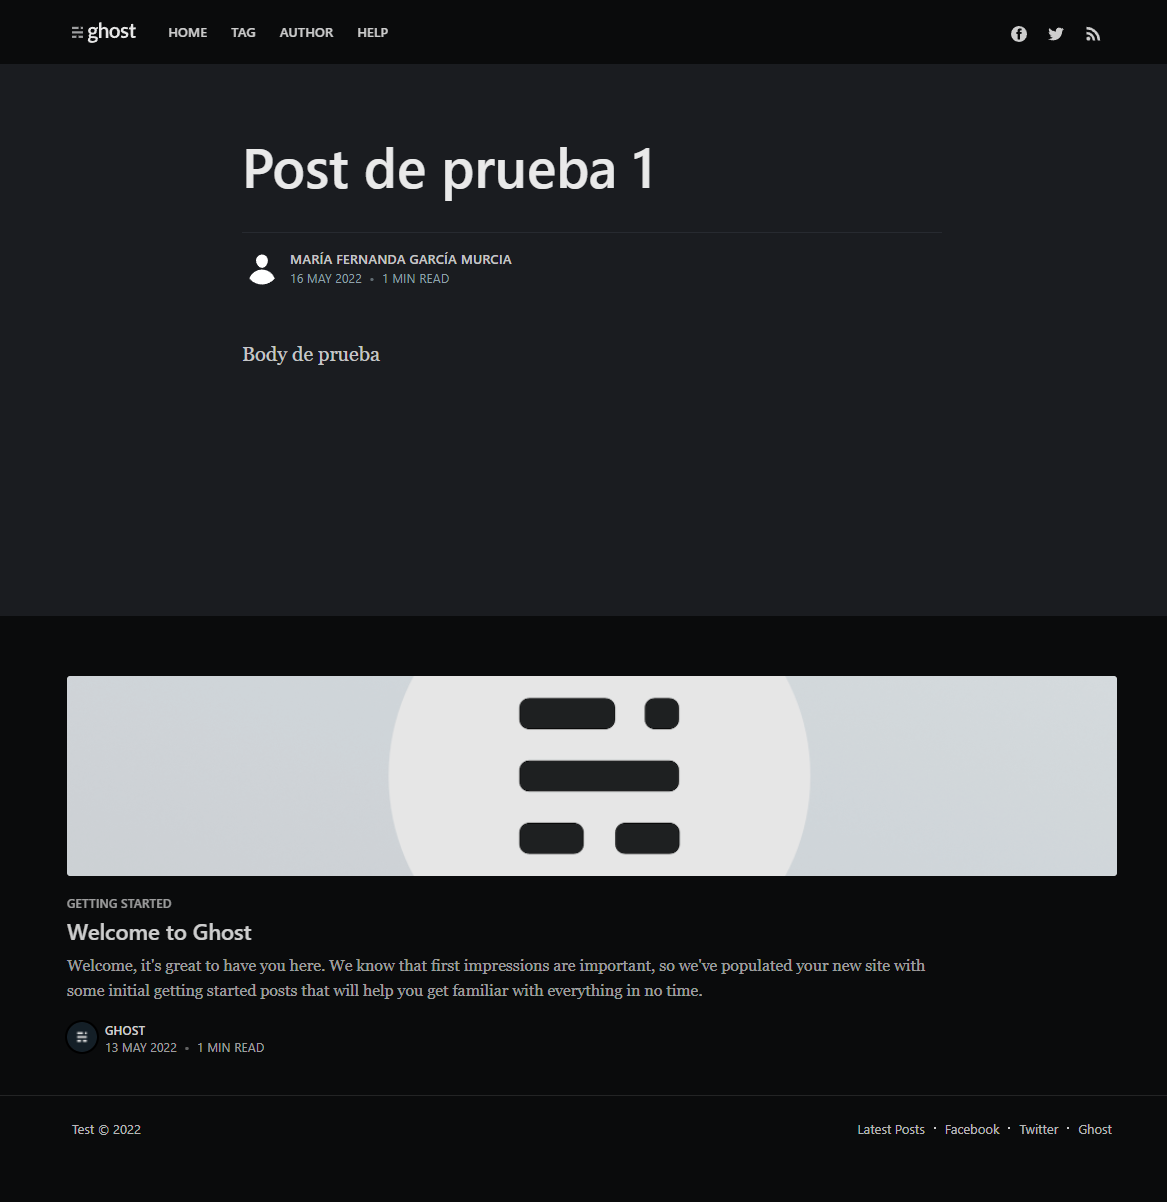 ghost
HOME TAG AUTHOR HELP
Post de prueba 1
MARÍA FERNANDA GARCÍA MURCIA
16 MAY 2022 • 1 MIN READ
Body de prueba
GETTING STARTED
Welcome to Ghost
Welcome, it's great to have you here. We know that first impressions are important, so we've populated your new site with
some initial getting started posts that will help you get familiar with everything in no time.
GHOST
13 MAY 2022 • 1 MIN READ
Test © 2022
Latest Posts · Facebook · Twitter · Ghost